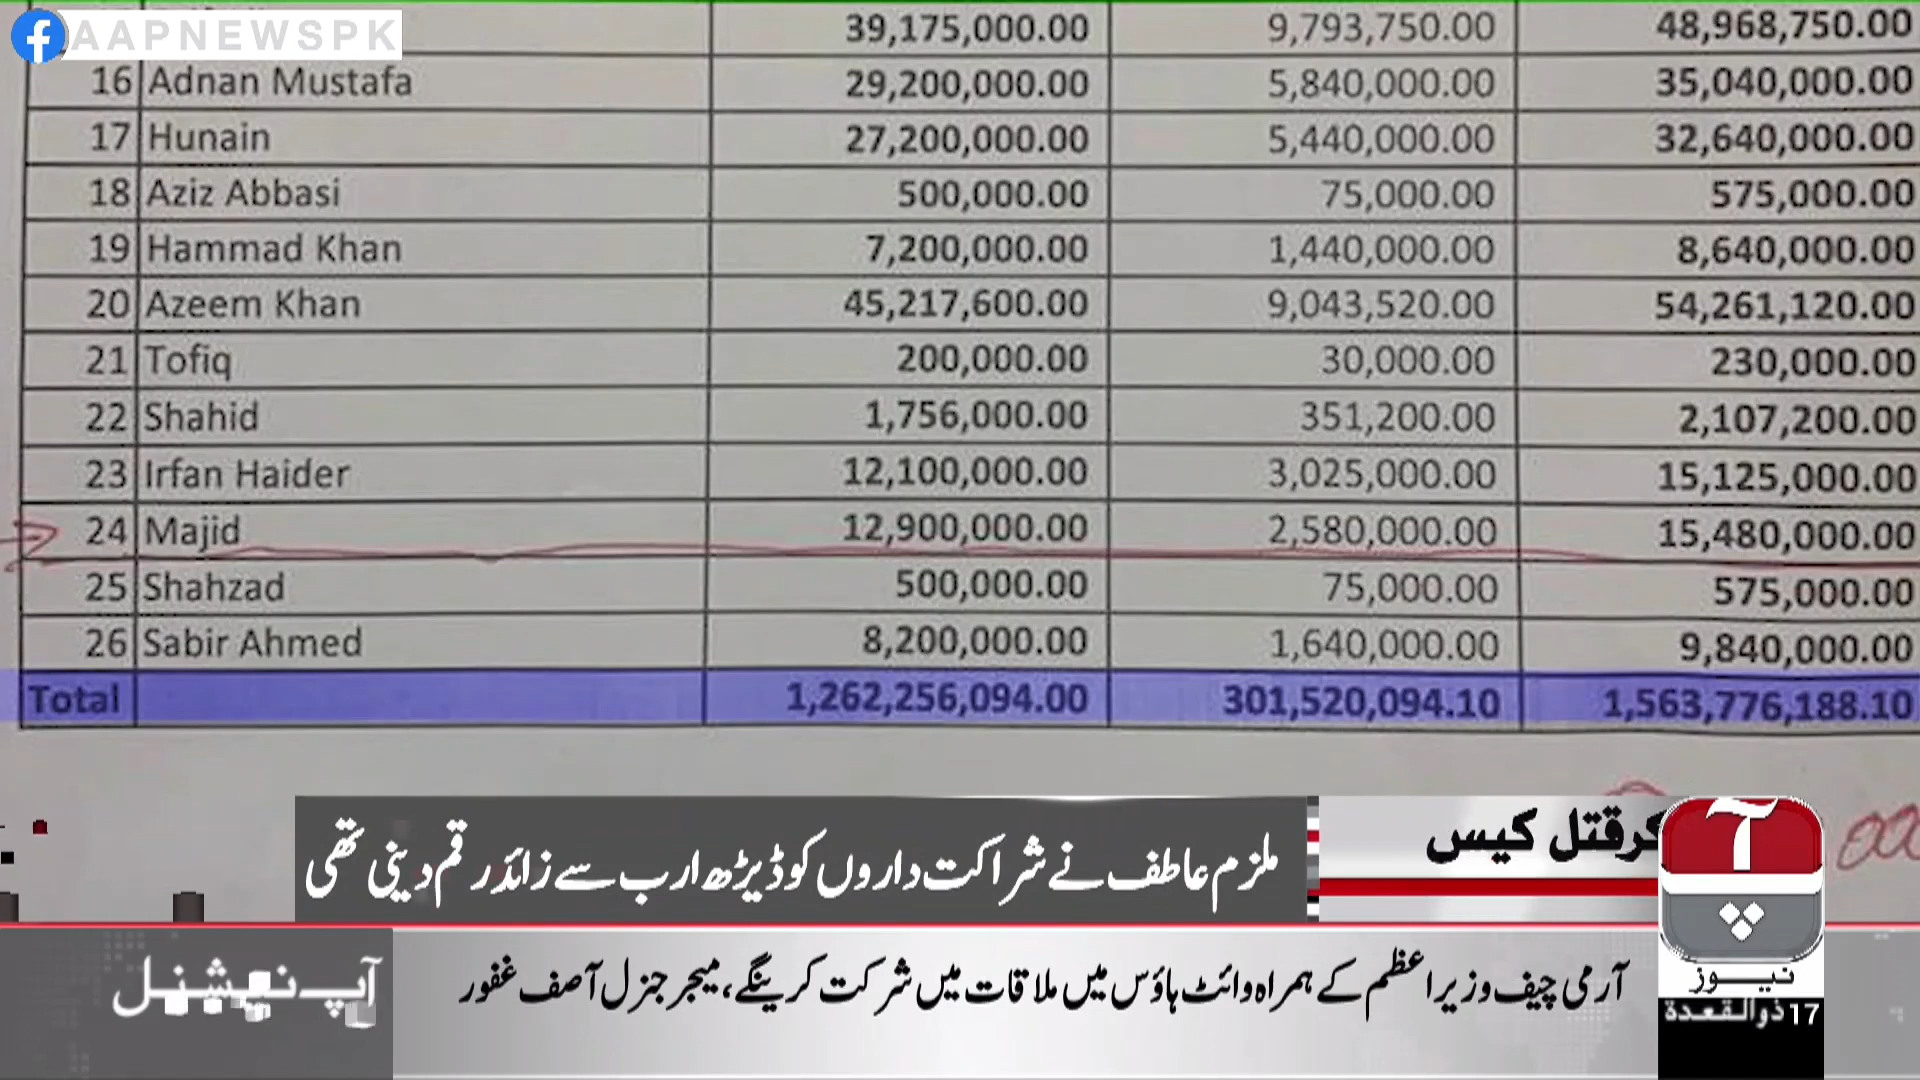 AAPNEWSPK
39,175,000.00 9,793,750.00 48,968,750.00
16 Adnan Mustafa 29,200,000.00 5,840,000.00 35,040,000.00
17 Hunain 27,200,000.00 5,440,000.00 32,640,000.00
18 Aziz Abbasi 500,000.00 75,000.00 575,000.00
19 Hammad Khan 7,200,000.00 1,440,000.00 8,640,000.00
20 Azeem Khan 45,217,600.00 9,043,520.00 54,261,120.00
21 Tofiq 200,000.00 30,000.00 230,000.00
22 Shahid 1,756,000.00 351,200.00 2,107,200.00
23 Irfan Haider 12,100,000.00 3,025,000.00 15,125,000.00
24 Majid 12,900,000.00 2,580,000.00 15,480,000.00
25 Shahzad 500,000.00 75,000.00 575,000.00
26 Sabir Ahmed 8,200,000.00 1,640,000.00 9,840,000.00
Total 1,262,256,094.00 301,520,094.10 1,563,776,188.10
قتل کیس
ملزم عاطف نے شراکت داروں کو ڈیڑھ ارب سے زائد رقم دینی تھی
آپ
نیوز
آرمی چیف وزیراعظم کے ہمراہ وائٹ ہاؤس میں ملاقات میں شرکت کرینگے، میجر جنرل آصف غفور
آپ نیشنل
17 ذوالقعدة